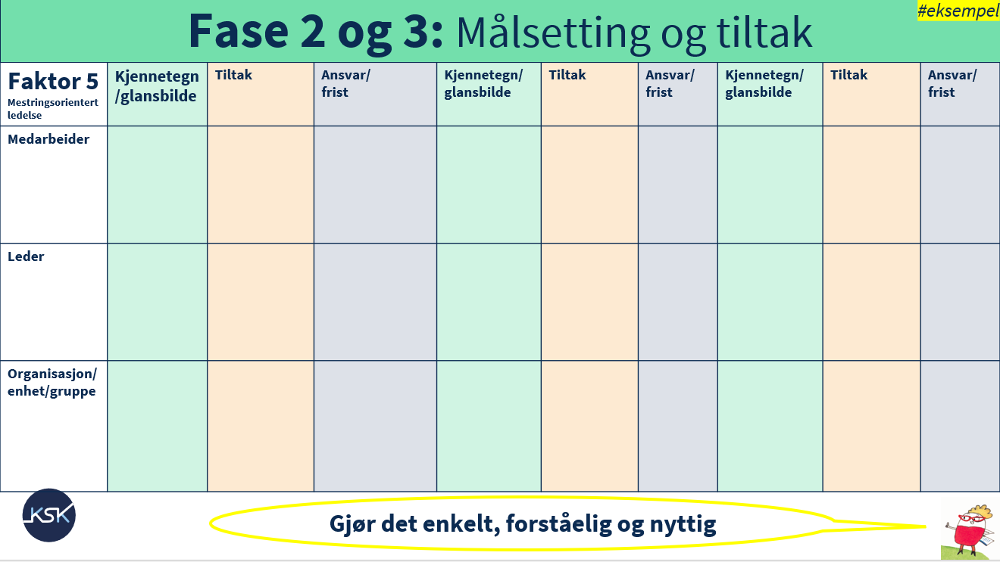 #eksempel
Fase 2 og 3: Målsetting og tiltak
Faktor 5
Mestringsorientert
ledelse
Kjennetegn
/glansbilde
Tiltak
Ansvar/
frist
Kjennetegn/
glansbilde
Tiltak
Ansvar/
frist
Kjennetegn/
glansbilde
Tiltak
Ansvar/
frist
Medarbeider
Leder
Organisasjon/
enhet/gruppe
KSK
Gjør det enkelt, forståelig og nyttig